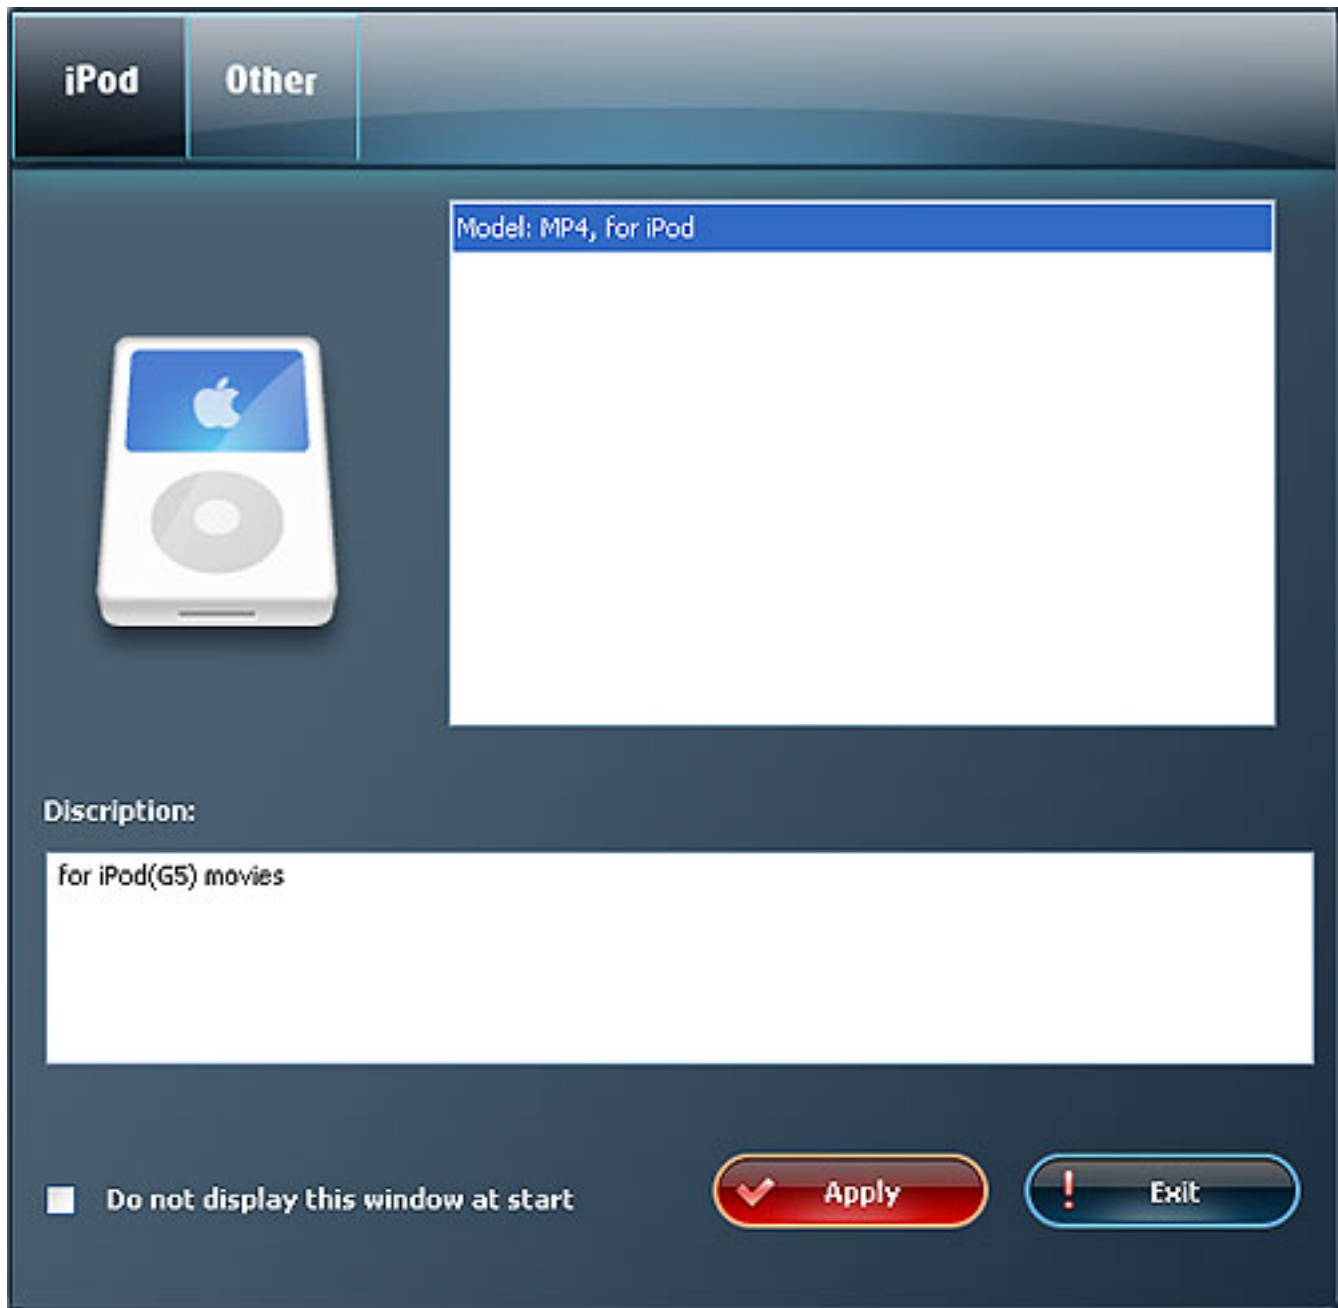 iPod
Other
Model: MP4, for iPod
Discription:
for iPod(G5) movies
Do not display this window at start
Apply
Exit